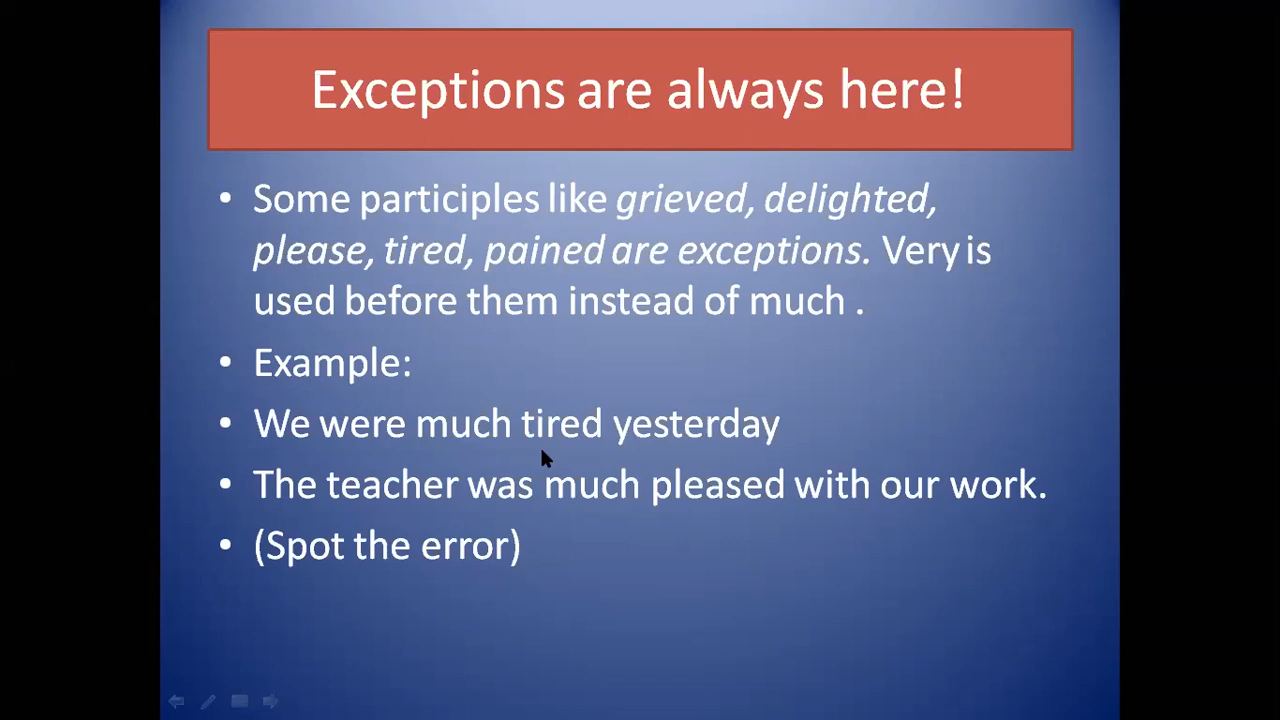 Exceptions are always here!
• Some participles like grieved, delighted,
please, tired, pained are exceptions. Very is
used before them instead of much .
• Example:
• We were much tired yesterday
• The teacher was much pleased with our work.
• (Spot the error)